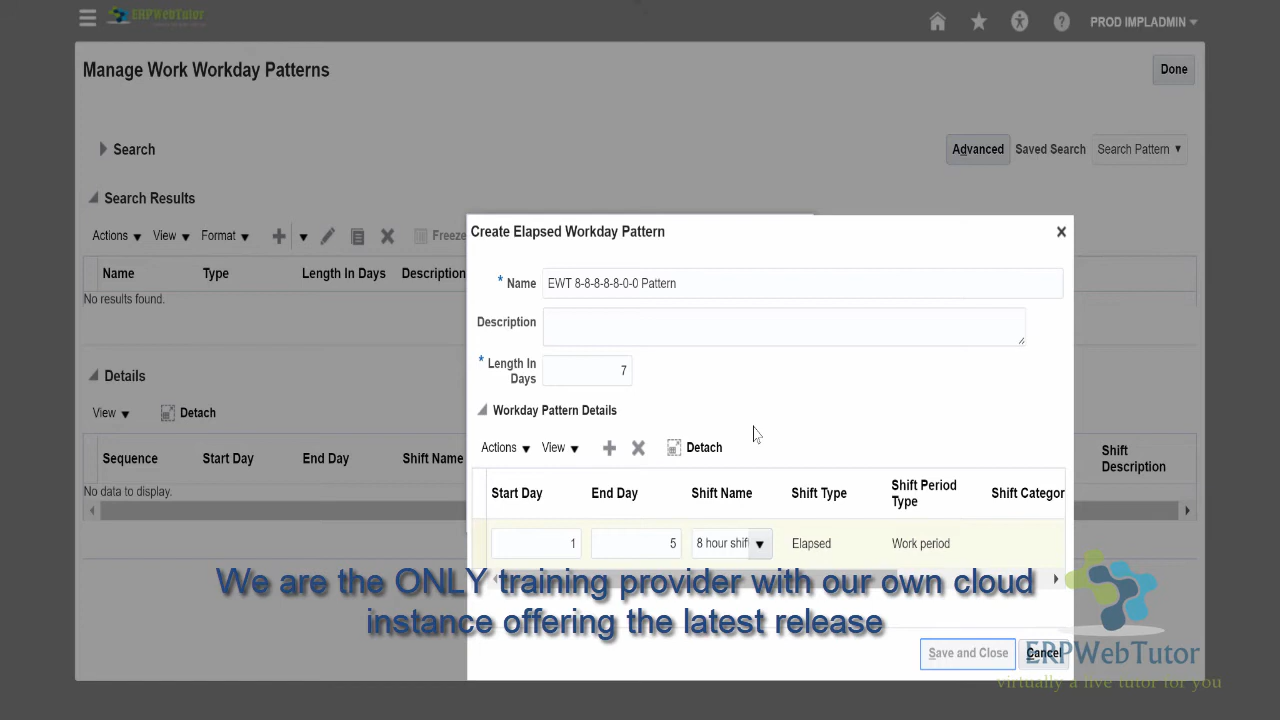 ERPWebTutor
PROD IMPLADMIN
Manage Work Workday Patterns
Done
Search
Advanced
Saved Search
Search Pattern
Search Results
Actions
View
Format
Freeze
Name
Type
Length In Days
Description
No results found.
Details
View
Detach
Sequence
Start Day
End Day
Shift Name
Shift
Description
No data to display.
Create Elapsed Workday Pattern
* Name
EWT 8-8-8-8-8-0-0 Pattern
Description
* Length In
Days
7
Workday Pattern Details
Actions
View
Detach
Start Day
End Day
Shift Name
Shift Type
Shift Period
Type
Shift Categor
1
5
8 hour shif
Elapsed
Work period
We are the ONLY training provider with our own cloud
instance offering the latest release
Save and Close
Cancel
ERPWebTutor
virtually a live tutor for you